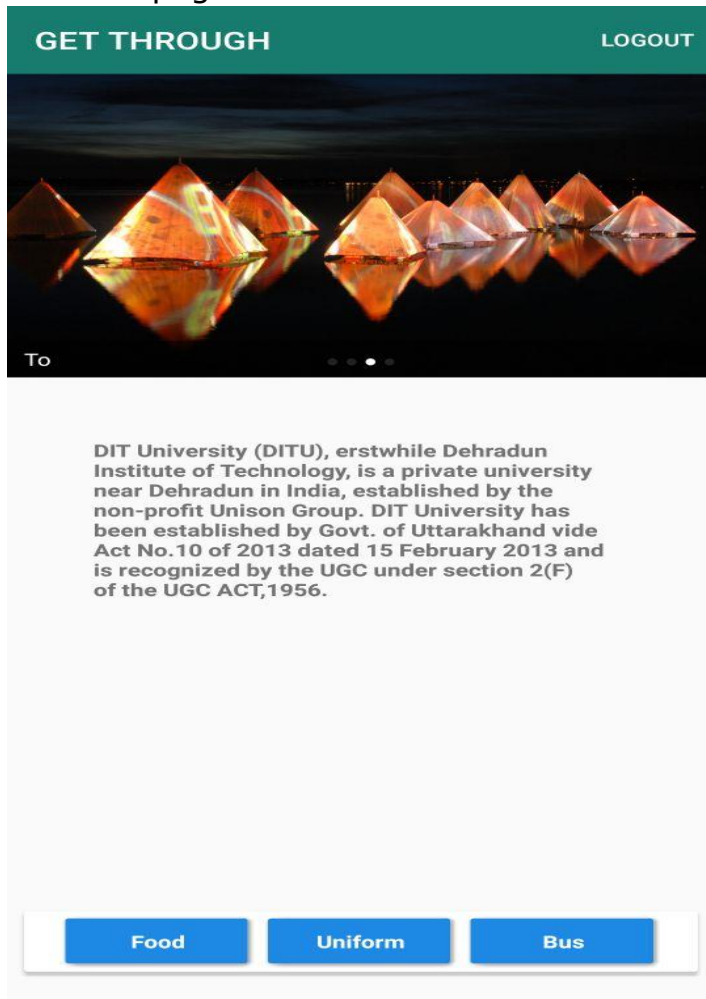 GET THROUGH LOGOUT
To
DIT University (DITU), erstwhile Dehradun
Institute of Technology, is a private university
near Dehradun in India, established by the
non-profit Unison Group. DIT University has
been established by Govt. of Uttarakhand vide
Act No.10 of 2013 dated 15 February 2013 and
is recognized by the UGC under section 2(F)
of the UGC ACT,1956.
Food Uniform Bus